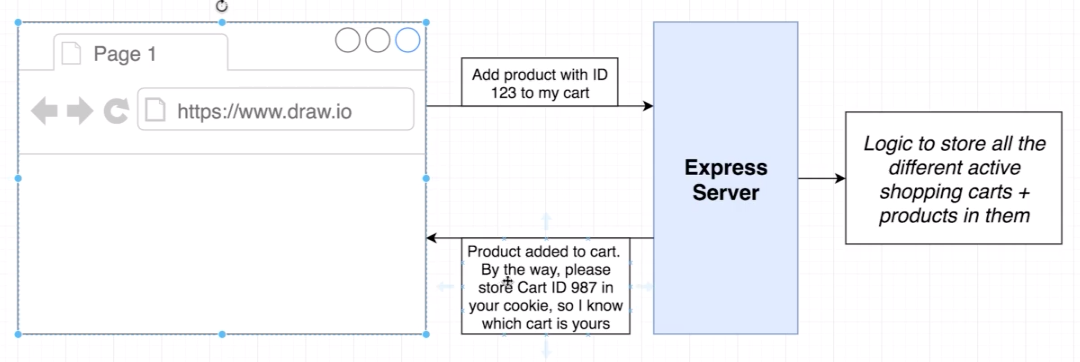 Page 1
https://www.draw.io
Add product with ID
123 to my cart
Express
Server
Logic to store all the
different active
shopping carts +
products in them
Product added to cart.
By the way, please
store Cart ID 987 in
your cookie, so I know
which cart is yours